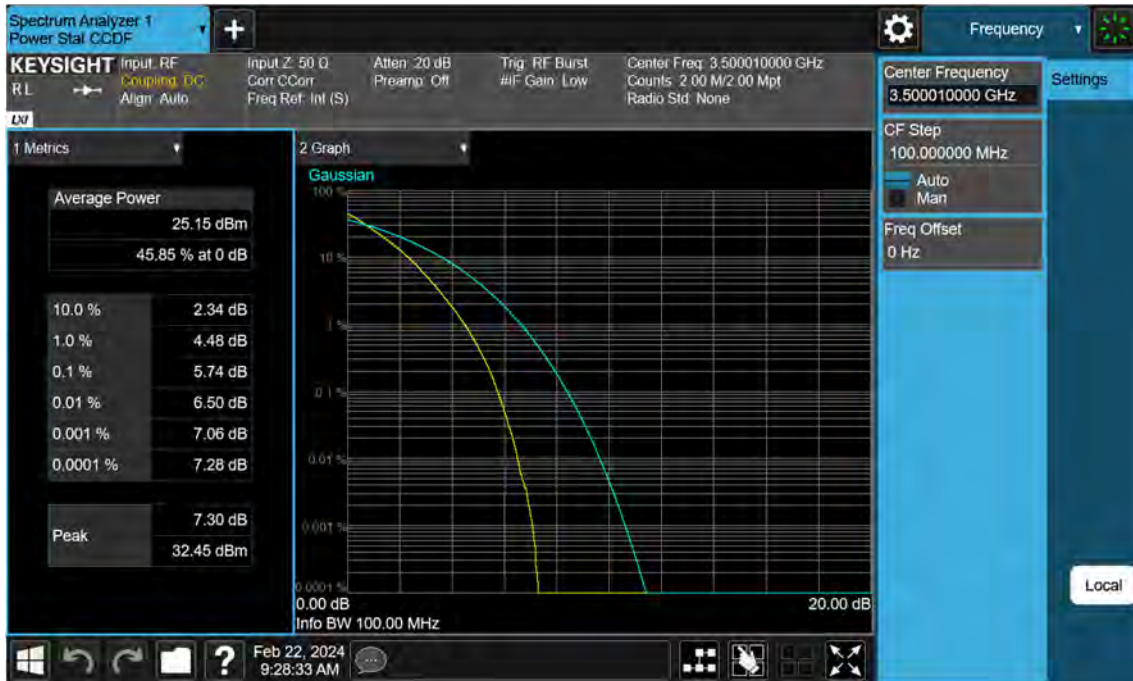 Spectrum Analyzer 1
Power Stat CCDF
Frequency
KEYSIGHT
RL
LXI
Input: RF
Coupling: DC
Align: Auto
Input Z: 50 Ω
Corr CCorr
Freq Ref: Int (S)
Atten: 20 dB
Preamp: Off
Trig: RF Burst
#IF Gain: Low
Center Freq: 3.500010000 GHz
Counts: 2.00 M/2.00 Mpt
Radio Std: None
Center Frequency
3.500010000 GHz
Settings
CF Step
100.000000 MHz
Auto
Man
Freq Offset
0 Hz
1 Metrics
Average Power
25.15 dBm
45.85 % at 0 dB
10.0 % 2.34 dB
1.0 % 4.48 dB
0.1 % 5.74 dB
0.01 % 6.50 dB
0.001 % 7.06 dB
0.0001 % 7.28 dB
Peak
7.30 dB
32.45 dBm
2 Graph
Gaussian
100 %
10 %
1 %
0.1 %
0.01 %
0.001 %
0.0001 %
0.00 dB 20.00 dB
Info BW 100.00 MHz
Local
?
Feb 22, 2024
9:28:33 AM